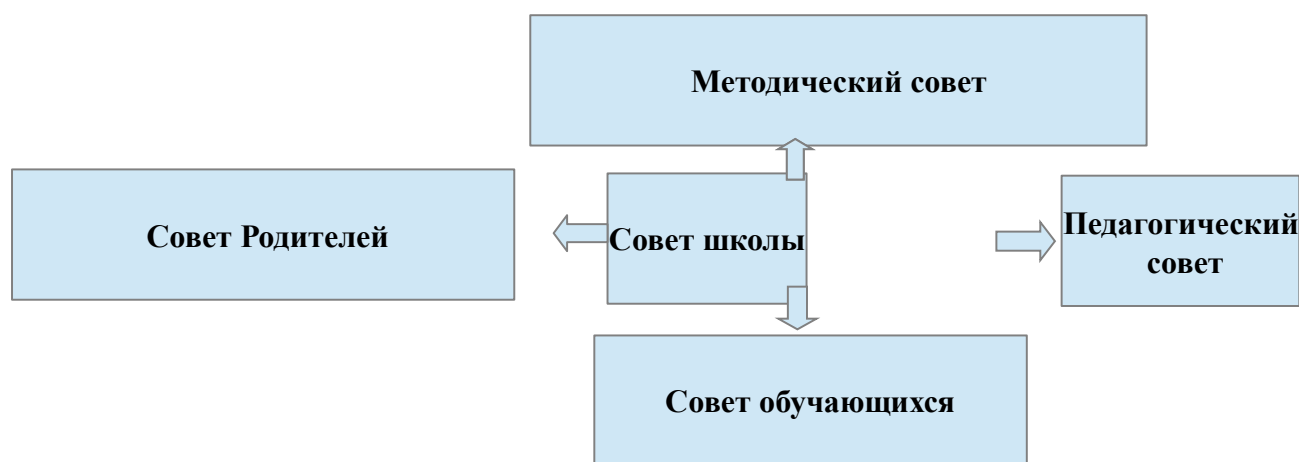 Методический совет
Совет Родителей
Совет школы
Педагогический
совет
Совет обучающихся